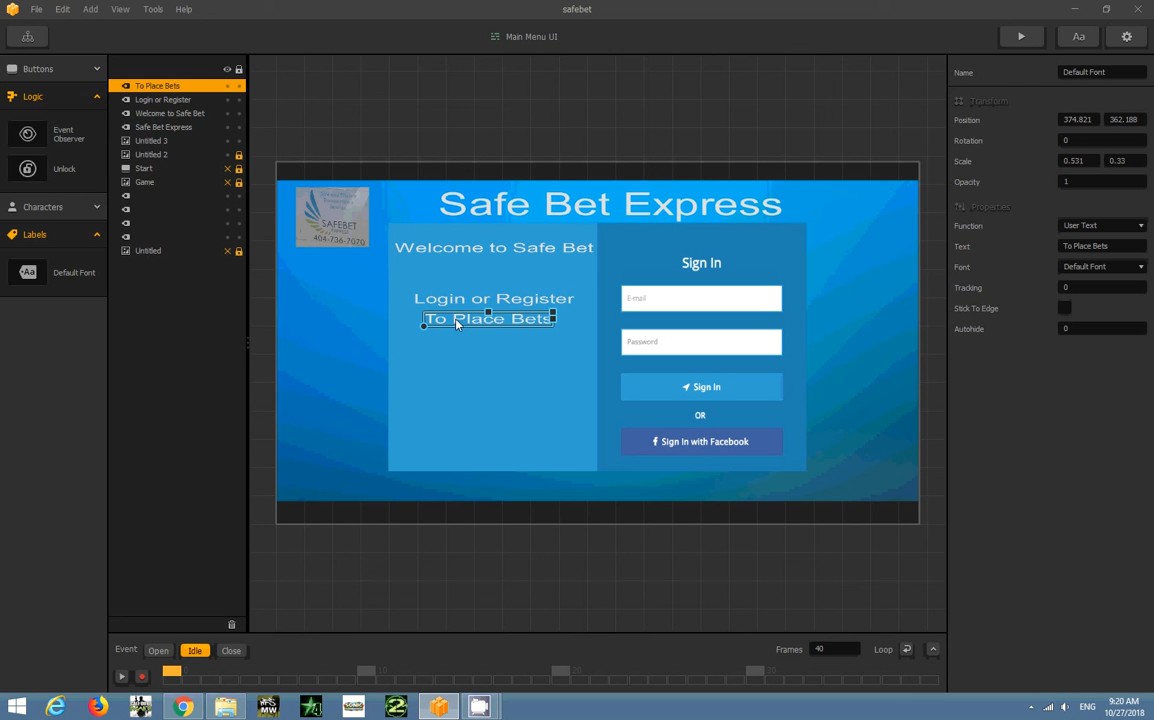 File Edit Add View Tools Help
safebet
Main Menu UI
Aa
Buttons
Logic
Event
Observer
Unlock
Characters
Labels
Aa
Default Font
To Place Bets
Login or Register
Welcome to Safe Bet
Safe Bet Express
Untitled 3
Untitled 2
Start
Game
Untitled
SAFEBET
404-736-7070
Safe Bet Express
Welcome to Safe Bet
Login or Register
To Place Bets
Sign In
E-mail
Password
Sign In
OR
f Sign In with Facebook
Name Default Font
Transform
Position 374.821 362.188
Rotation 0
Scale 0.531 0.33
Opacity 1
Properties
Function User Text
Text To Place Bets
Font Default Font
Tracking 0
Stick To Edge
Autohide 0
Event Open Idle Close
Frames 40 Loop
0 10 20 30
ENG
9:20 AM
10/27/2018